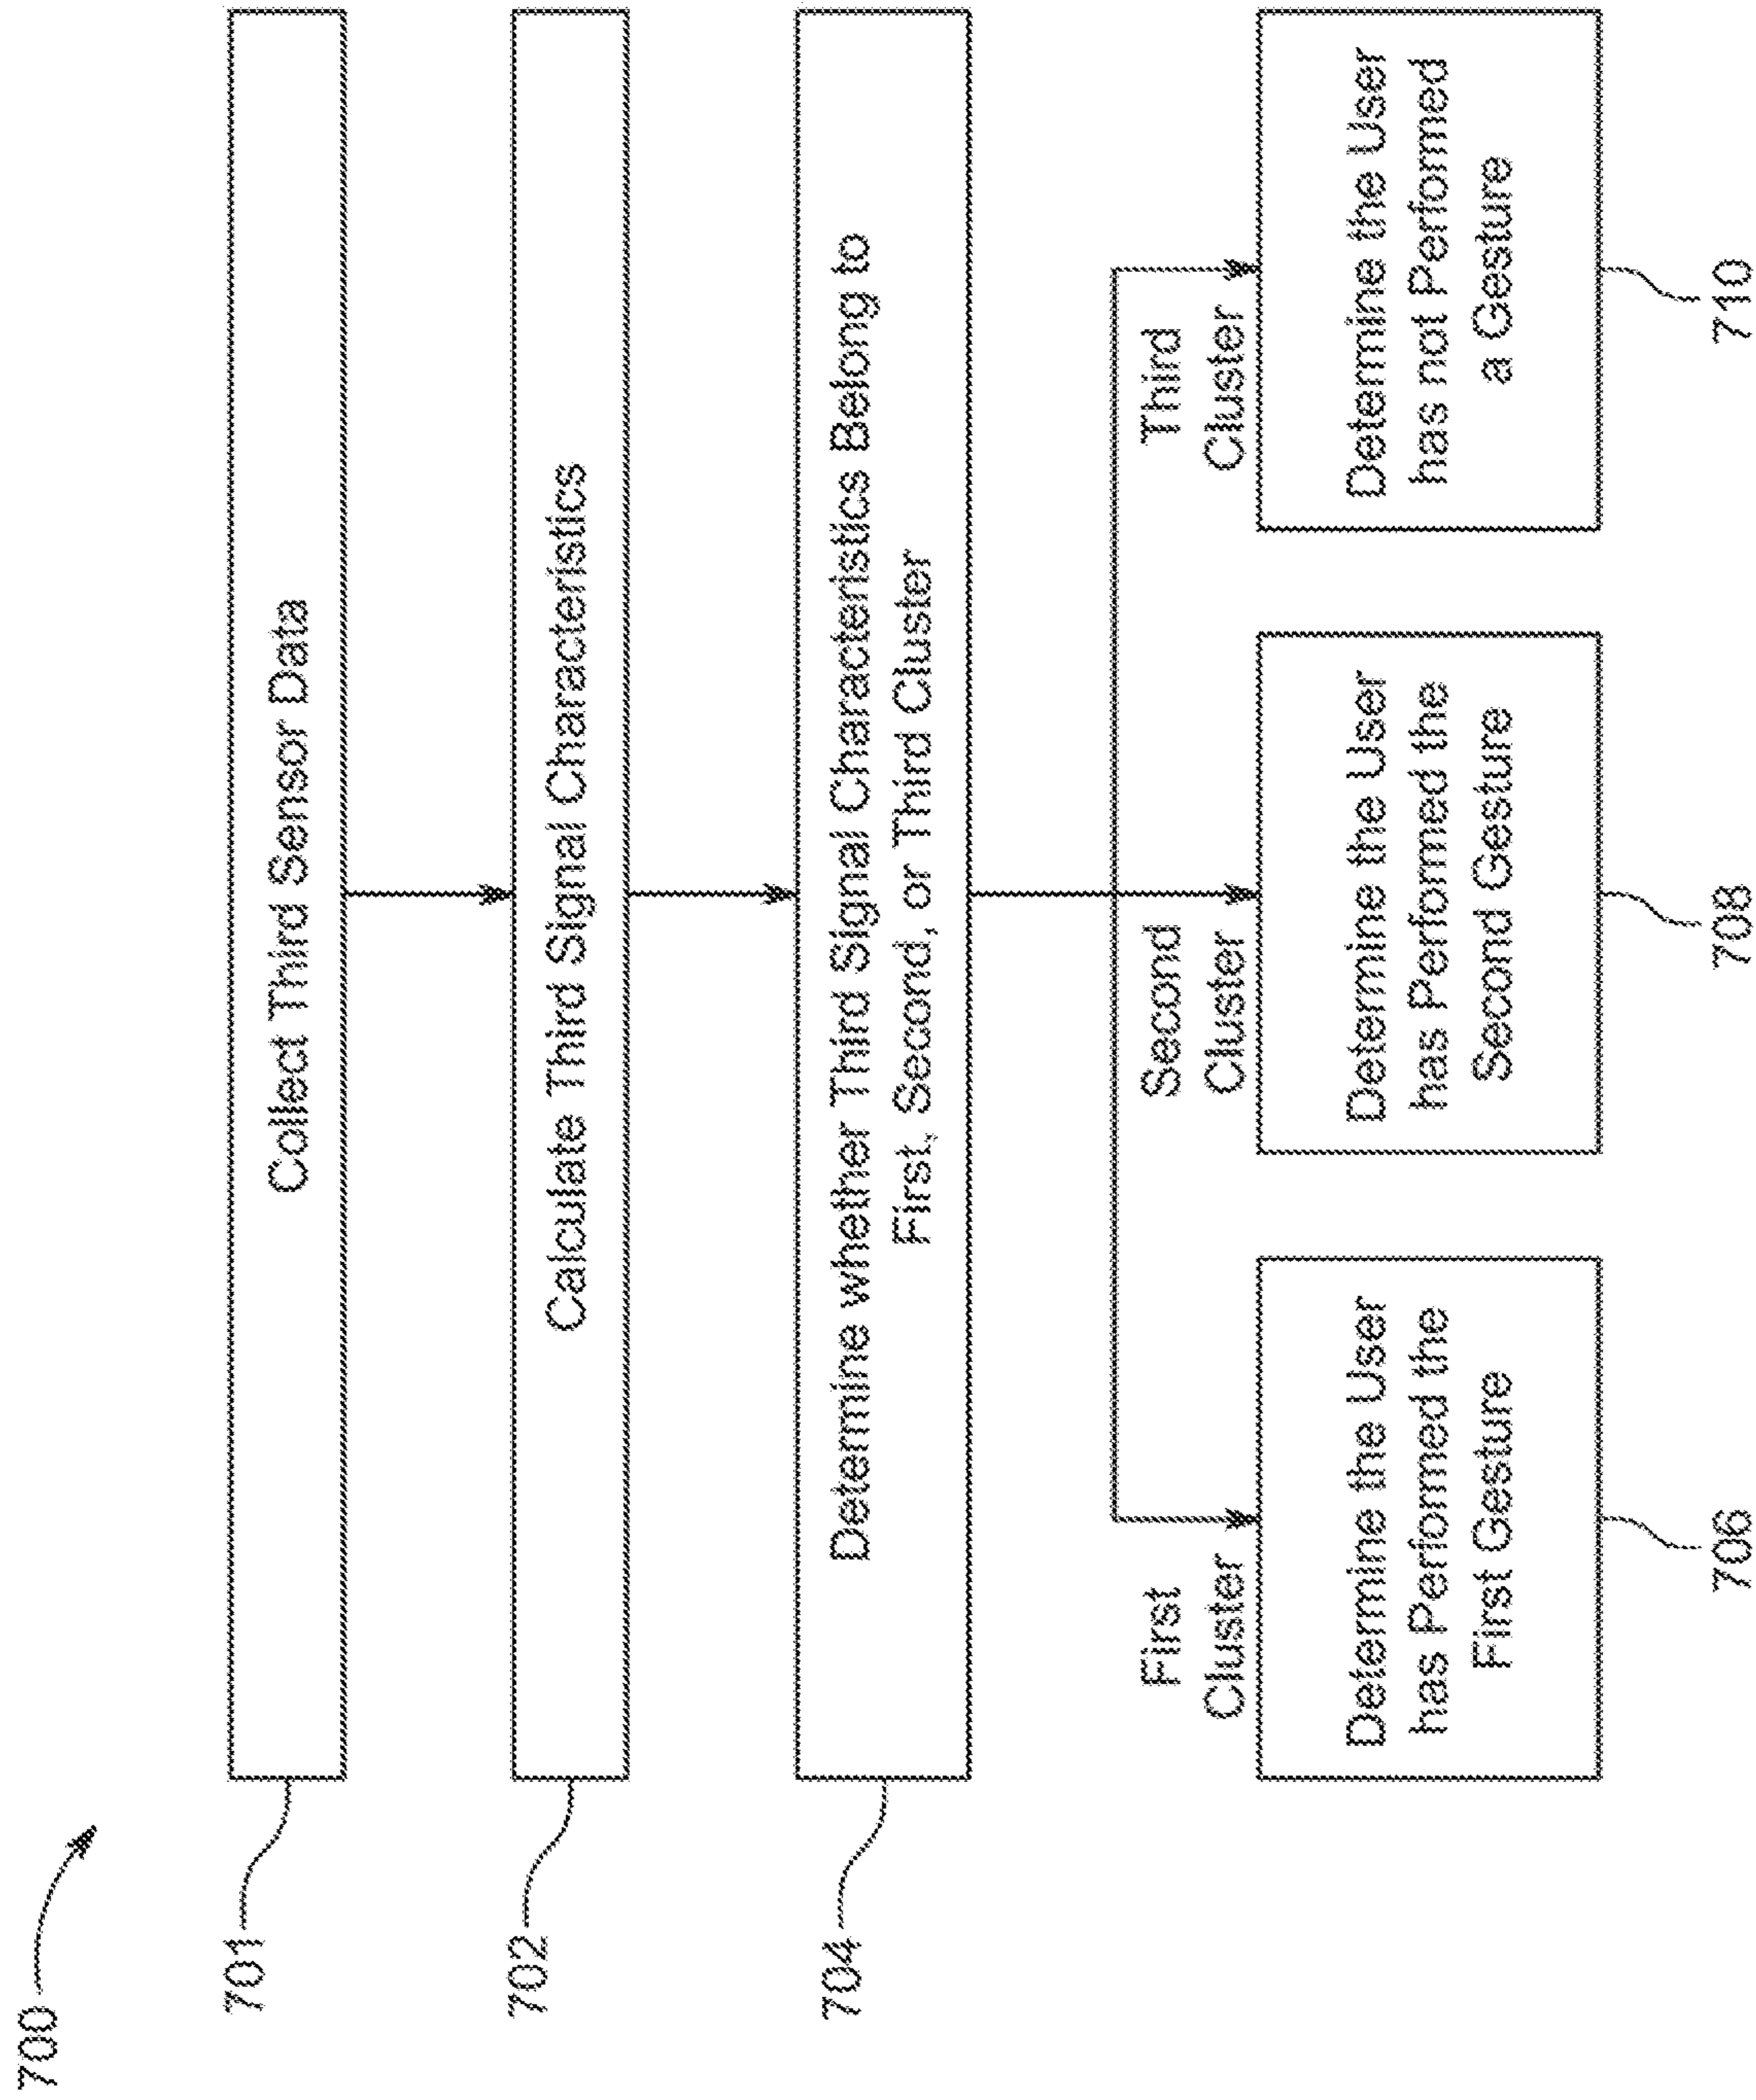 700
701
Collect Third Sensor Data
702
Calculate Third Signal Characteristics
704
Determine whether Third Signal Characteristics Belong to
First, Second, or Third Cluster
First
Cluster
Second
Cluster
Third
Cluster
Determine the User
has Performed the
First Gesture
Determine the User
has Performed the
Second Gesture
Determine the User
has not Performed
a Gesture
706
708
710